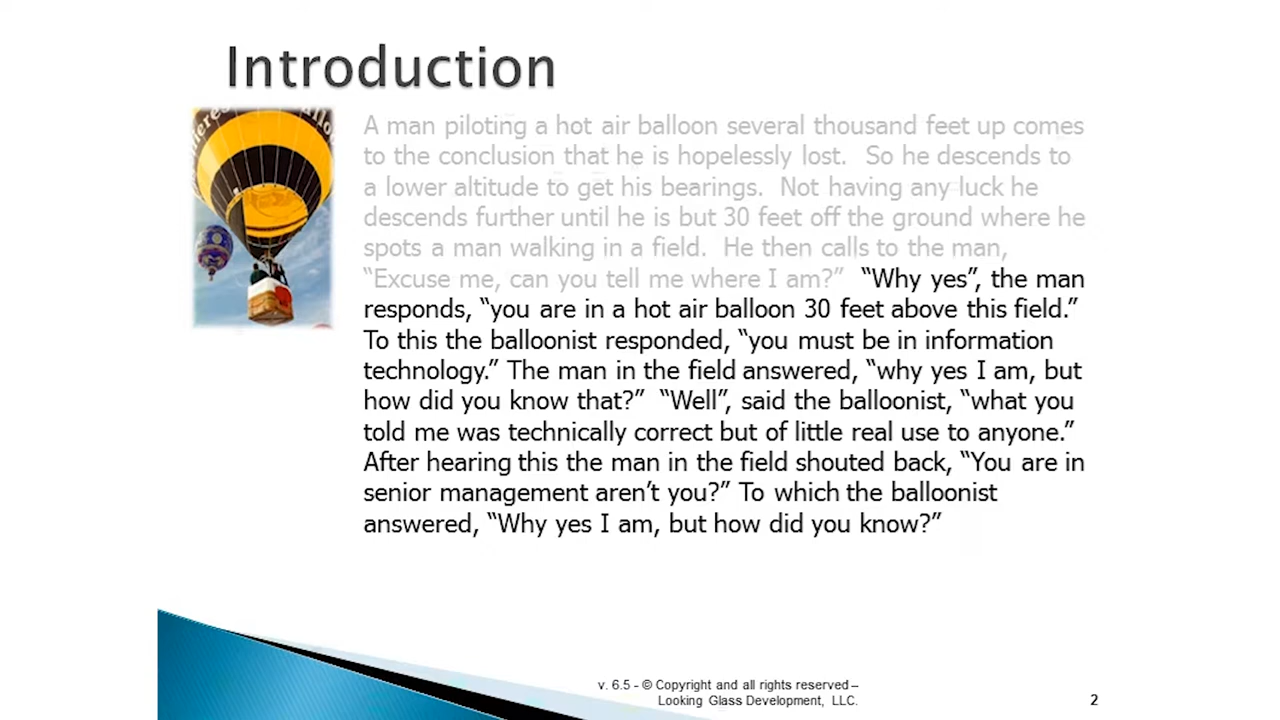 Introduction
A man piloting a hot air balloon several thousand feet up comes
to the conclusion that he is hopelessly lost.  So he descends to
a lower altitude to get his bearings.  Not having any luck he
descends further until he is but 30 feet off the ground where he
spots a man walking in a field.  He then calls to the man,
“Excuse me, can you tell me where I am?”  “Why yes”, the man
responds, “you are in a hot air balloon 30 feet above this field.”
To this the balloonist responded, “you must be in information
technology.” The man in the field answered, “why yes I am, but
how did you know that?”  “Well”, said the balloonist, “what you
told me was technically correct but of little real use to anyone.”
After hearing this the man in the field shouted back, “You are in
senior management aren’t you?” To which the balloonist
answered, “Why yes I am, but how did you know?”
v. 6.5 - © Copyright and all rights reserved –
Looking Glass Development, LLC.
2